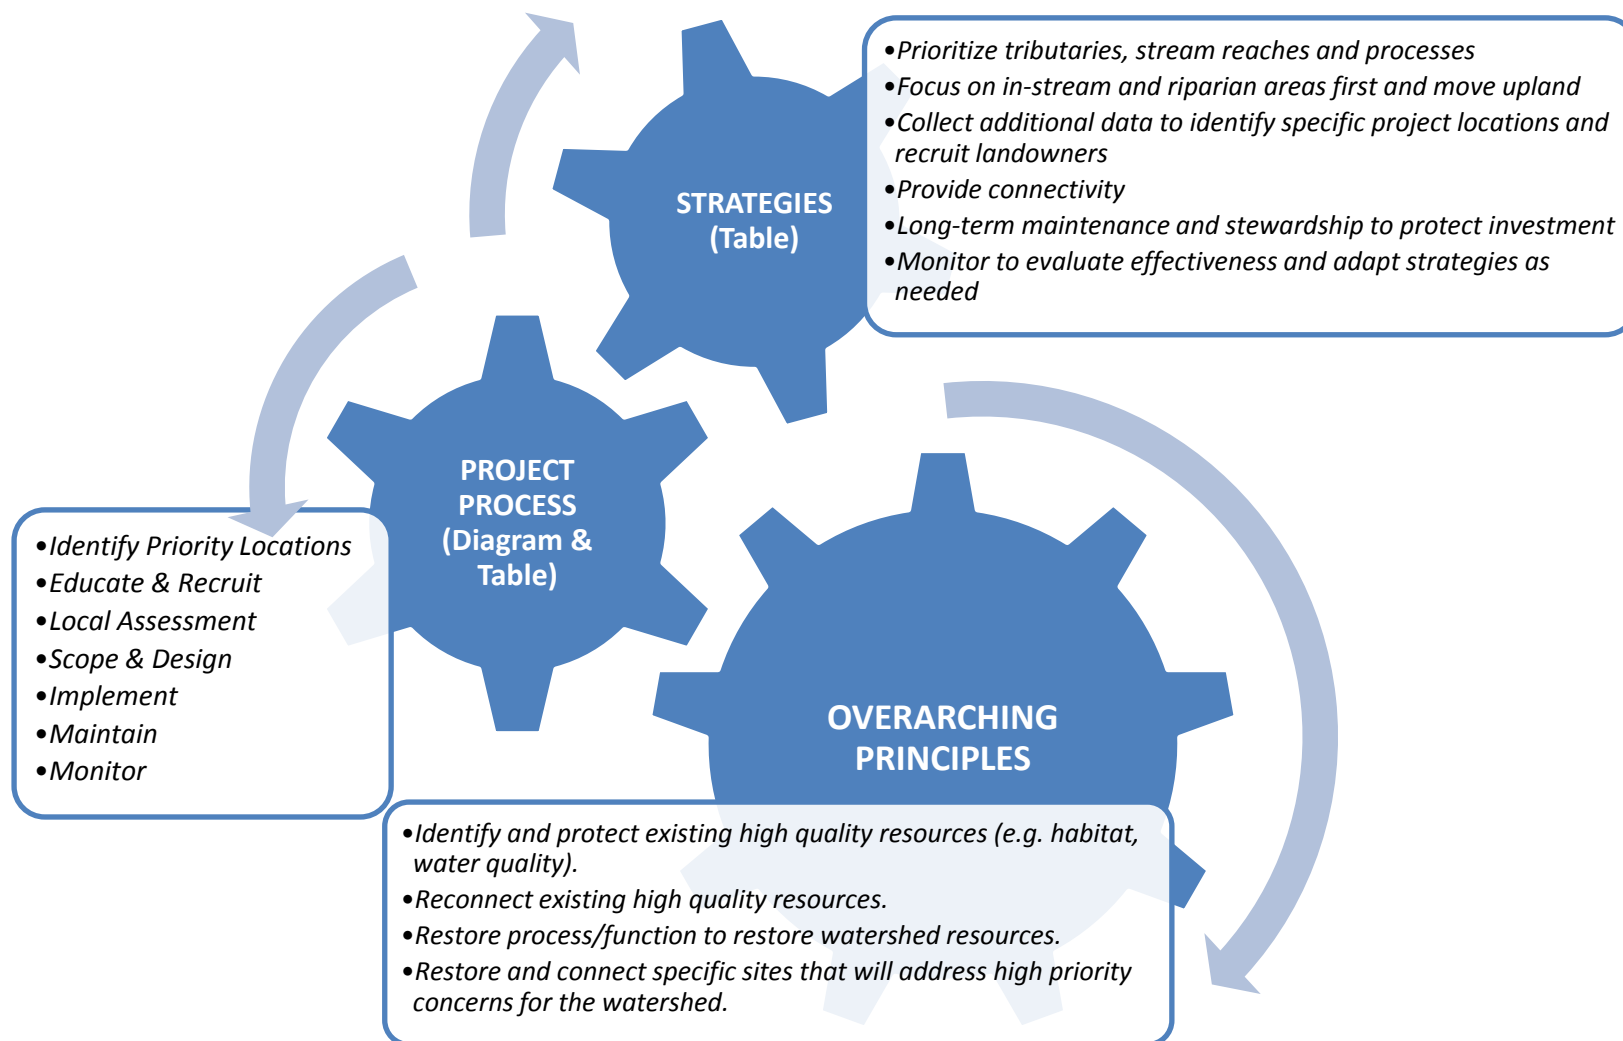 STRATEGIES
(Table)
•Prioritize tributaries, stream reaches and processes
•Focus on in-stream and riparian areas first and move upland
•Collect additional data to identify specific project locations and
recruit landowners
•Provide connectivity
•Long-term maintenance and stewardship to protect investment
•Monitor to evaluate effectiveness and adapt strategies as
needed
PROJECT
PROCESS
(Diagram &
Table)
•Identify Priority Locations
•Educate & Recruit
•Local Assessment
•Scope & Design
•Implement
•Maintain
•Monitor
OVERARCHING
PRINCIPLES
•Identify and protect existing high quality resources (e.g. habitat,
water quality).
•Reconnect existing high quality resources.
•Restore process/function to restore watershed resources.
•Restore and connect specific sites that will address high priority
concerns for the watershed.